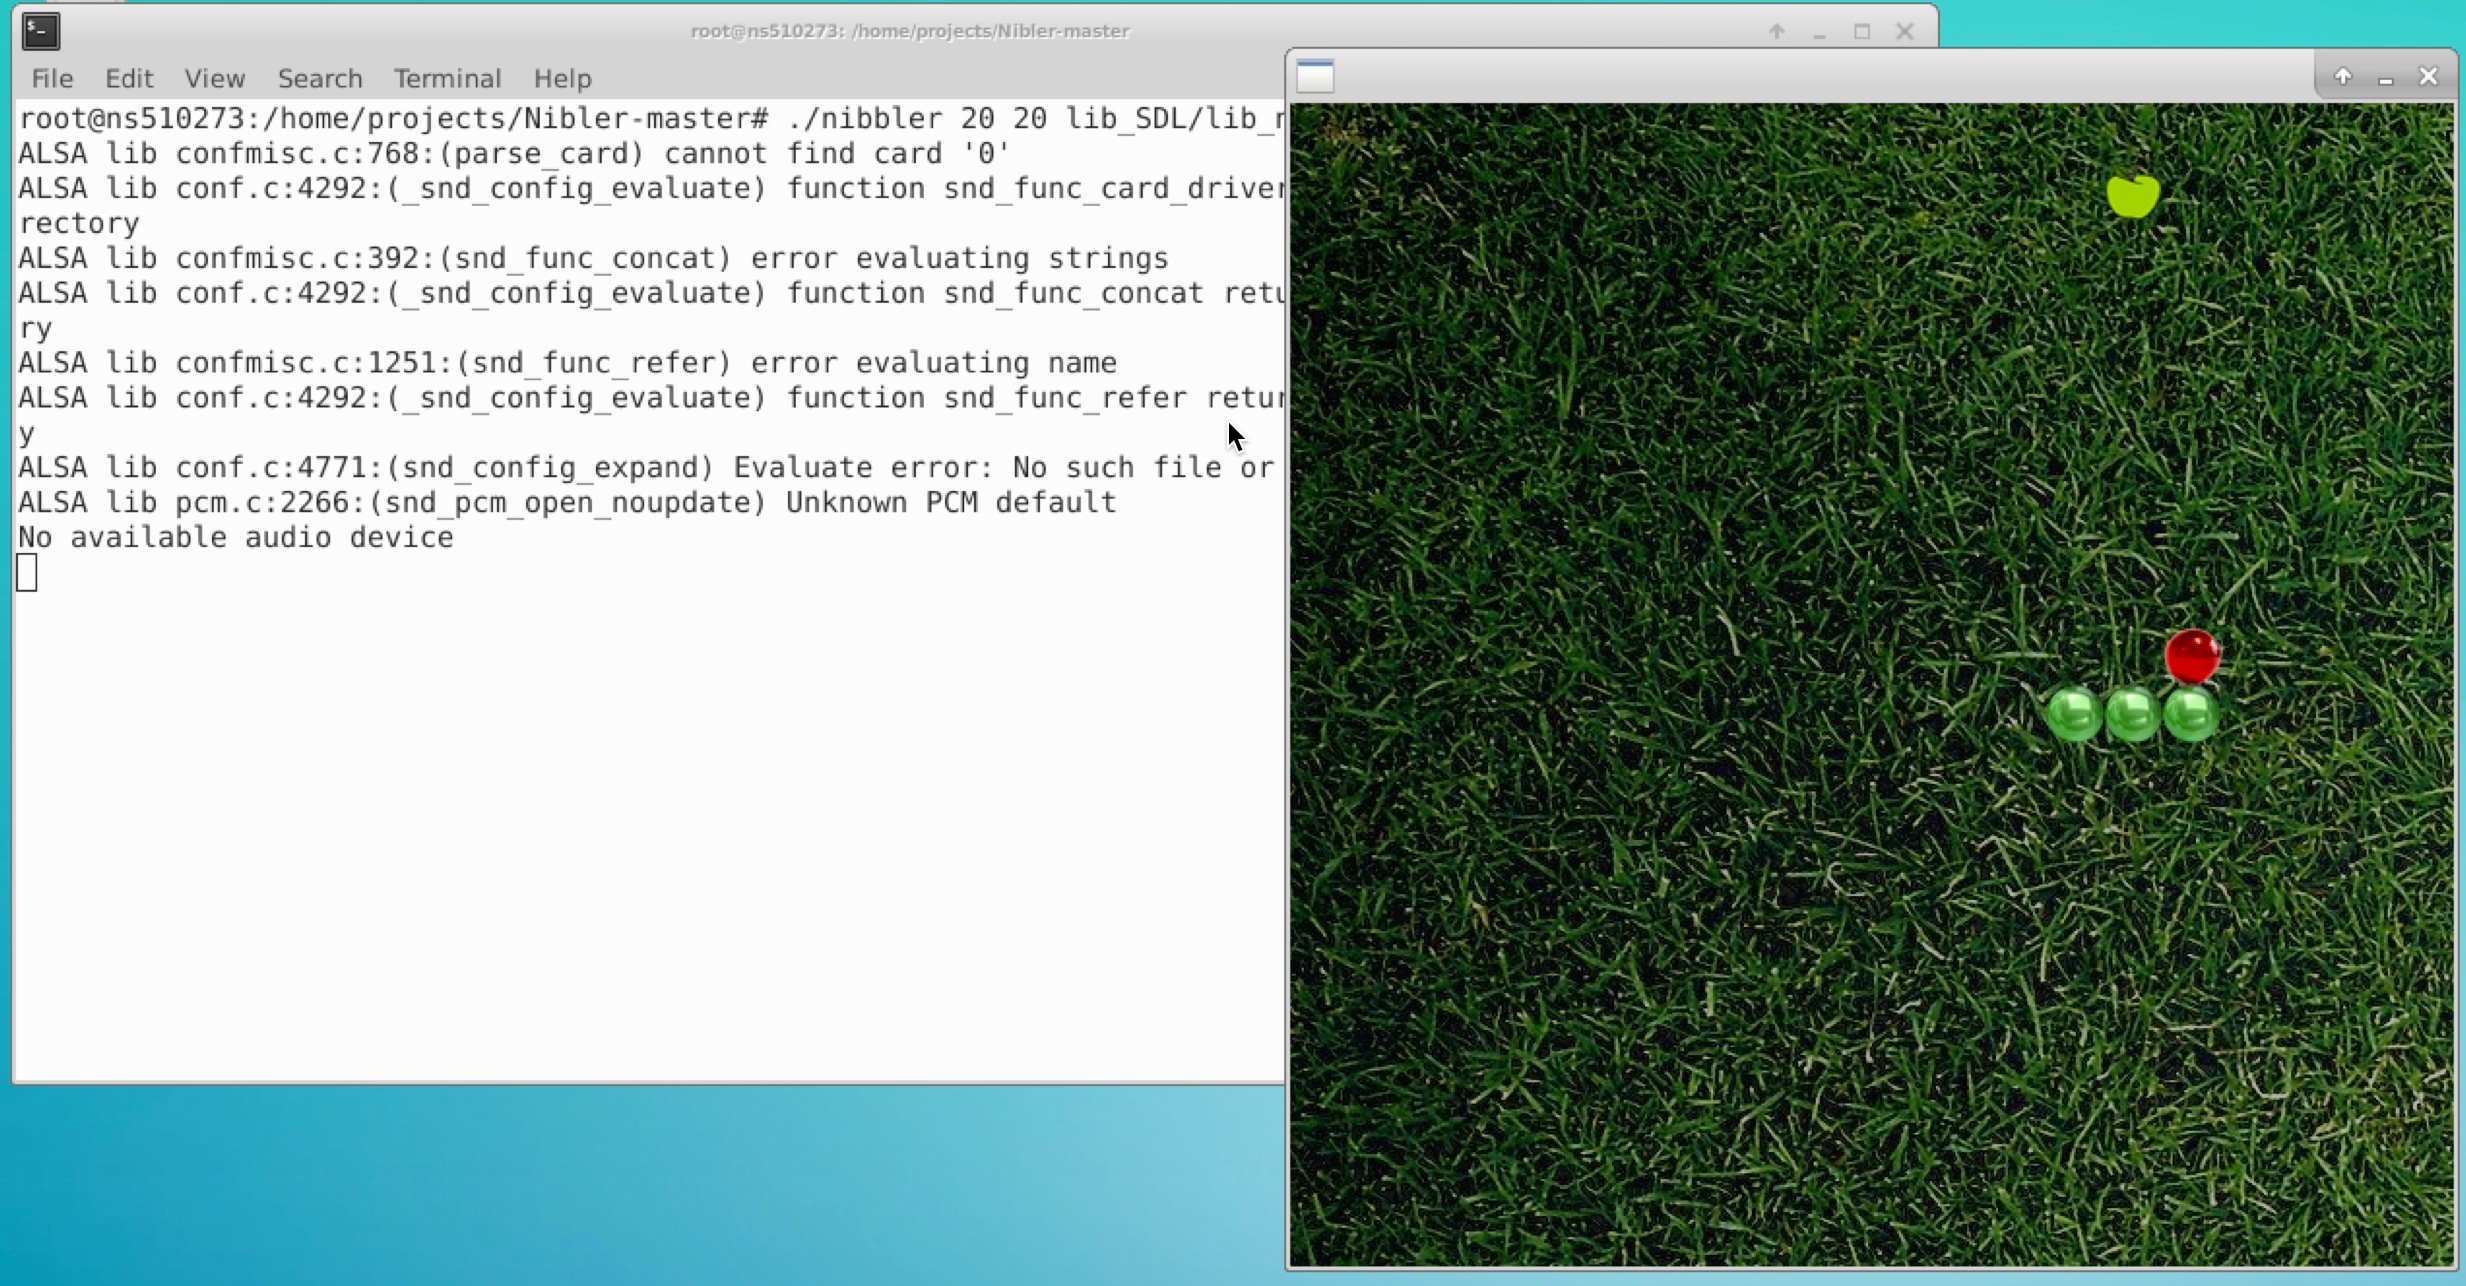 root@ns510273: /home/projects/Nibler-master
File Edit View Search Terminal Help
root@ns510273:/home/projects/Nibler-master# ./nibbler 20 20 lib_SDL/lib_
ALSA lib confmisc.c:768:(parse_card) cannot find card '0'
ALSA lib conf.c:4292:(_snd_config_evaluate) function snd_func_card_driver
rectory
ALSA lib confmisc.c:392:(snd_func_concat) error evaluating strings
ALSA lib conf.c:4292:(_snd_config_evaluate) function snd_func_concat retu
ry
ALSA lib confmisc.c:1251:(snd_func_refer) error evaluating name
ALSA lib conf.c:4292:(_snd_config_evaluate) function snd_func_refer retur
y
ALSA lib conf.c:4771:(snd_config_expand) Evaluate error: No such file or
ALSA lib pcm.c:2266:(snd_pcm_open_noupdate) Unknown PCM default
No available audio device